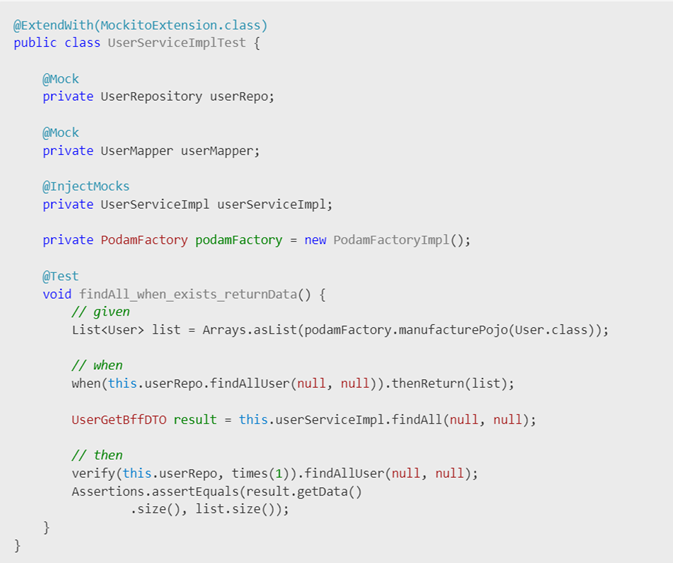 @ExtendWith(MockitoExtension.class)
public class UserServiceImplTest {
@Mock
private UserRepository userRepo;
@Mock
private UserMapper userMapper;
@InjectMocks
private UserServiceImpl userServiceImpl;
private PodamFactory podamFactory = new PodamFactoryImpl();
@Test
void findAll_when_exists_returnData() {
// given
List<User> list = Arrays.asList(podamFactory.manufacturePojo(User.class));
// when
when(this.userRepo.findAllUser(null, null)).thenReturn(list);
UserGetBffDTO result = this.userServiceImpl.findAll(null, null);
// then
verify(this.userRepo, times(1)).findAllUser(null, null);
Assertions.assertEquals(result.getData()
.size(), list.size());
}
}